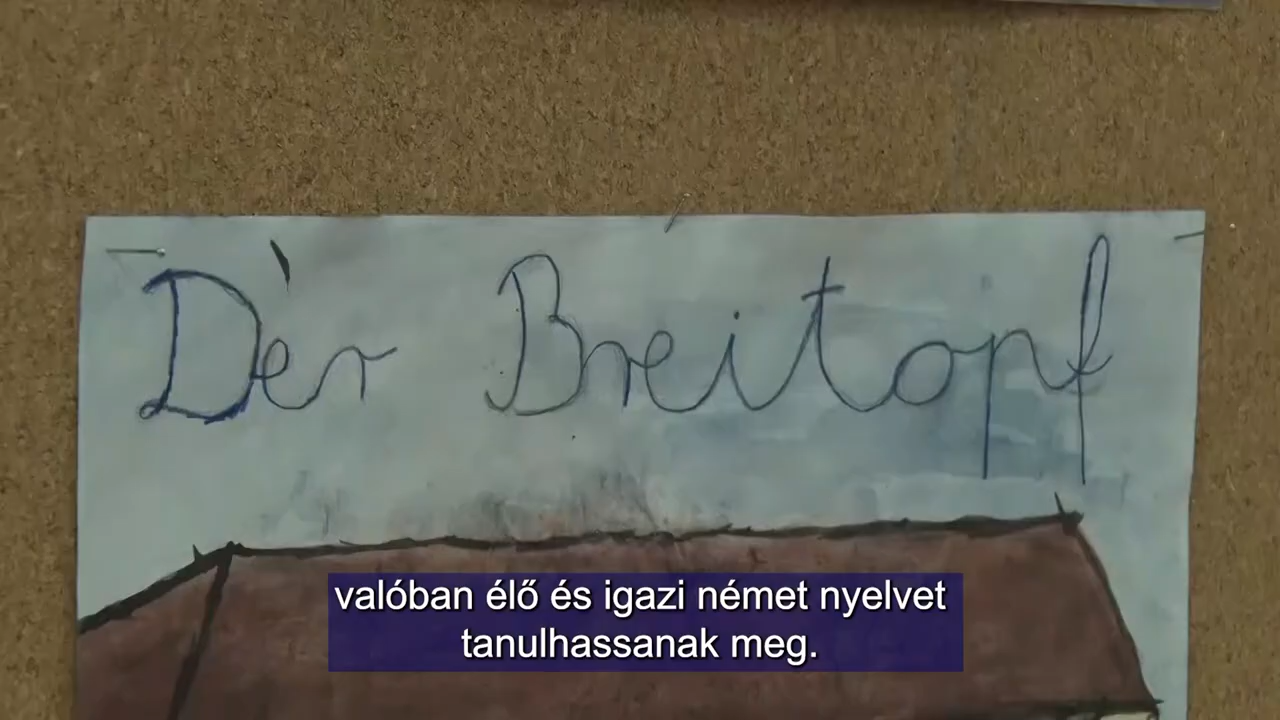 Der Breitopf
valóban élő és igazi német nyelvet
tanulhassanak meg.